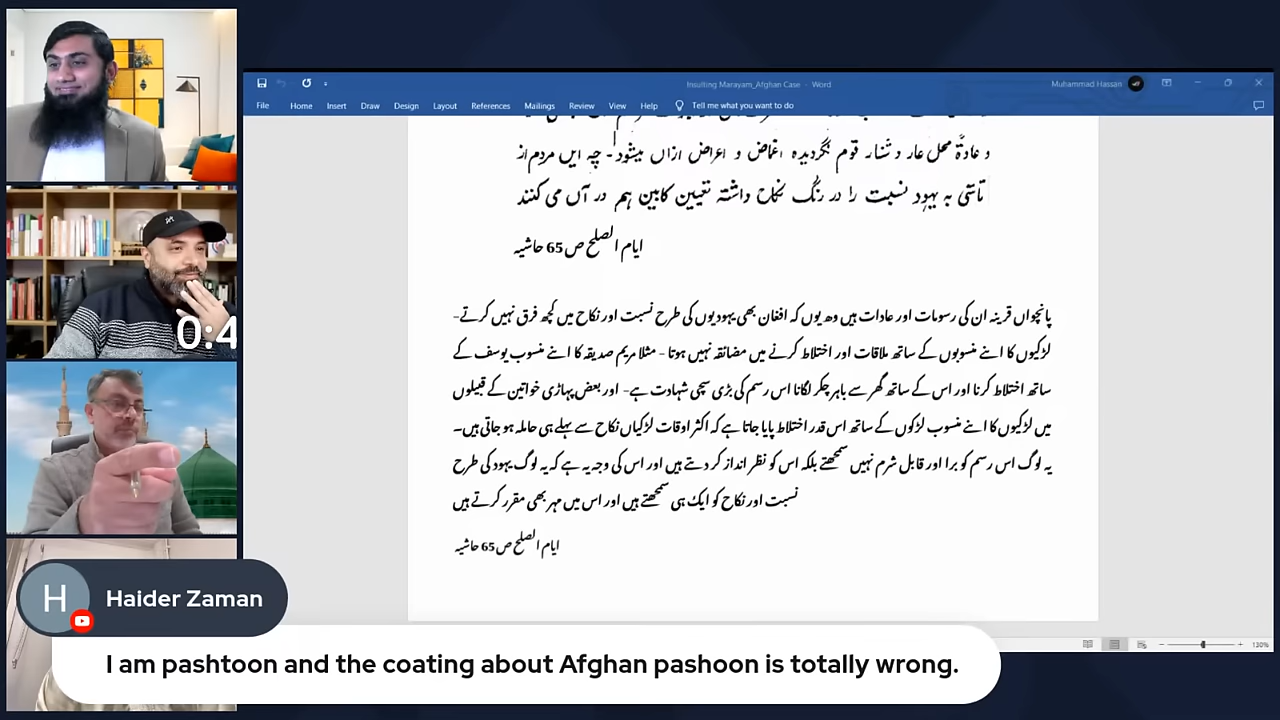 Insulting Marayam_Afghan Case - Word
Muhammad Hassan
File Home Insert Draw Design Layout References Mailings Review View Help Tell me what you want to do
و عادۃً محل عار و شنار قوم نگردیدہ اغماض و اعراض ازاں میشود۔ چہ ایں مردم از
تاتتی بہ یہود نسبت را در رنگ نکاح داشتہ تعیین کابین ہم در آں می کنند
ایام الصلح ص 65 حاشیہ
پانچواں قرینہ ان کی رسومات اور عادات ہیں وہ یوں کہ افغان بھی یہودیوں کی طرح نسبت اور نکاح میں کچھ فرق نہیں کرتے-
لڑکیوں کا اپنے منسوبوں کے ساتھ ملاقات اور اختلاط کرنے میں مضائقہ نہیں ہوتا - مثلا مریم صدیقہ کا اپنے منسوب یوسف کے
ساتھ اختلاط کرنا اور اس کے ساتھ گھر سے باہر چکر لگانا اس رسم کی بڑی سچی شہادت ہے- اور بعض پہاڑی خواتین کے قبیلوں
میں لڑکیوں کا اپنے منسوب لڑکوں کے ساتھ اس قدر اختلاط پایا جاتا ہے کہ اکثر اوقات لڑکیاں نکاح سے پہلے ہی حاملہ ہو جاتی ہیں۔
یہ لوگ اس رسم کو برا اور قابل شرم نہیں سمجھتے بلکہ اس کو نظر انداز کر دتے ہیں اور اس کی وجہ یہ ہے کہ یہ لوگ یہود کی طرح
نسبت اور نکاح کو ایک ہی سمجھتے ہیں اور اس میں مہر بھی مقرر کرتے ہیں
ایام الصلح ص 65 حاشیہ
0:4
H
Haider Zaman
I am pashtoon and the coating about Afghan pashoon is totally wrong.
130%